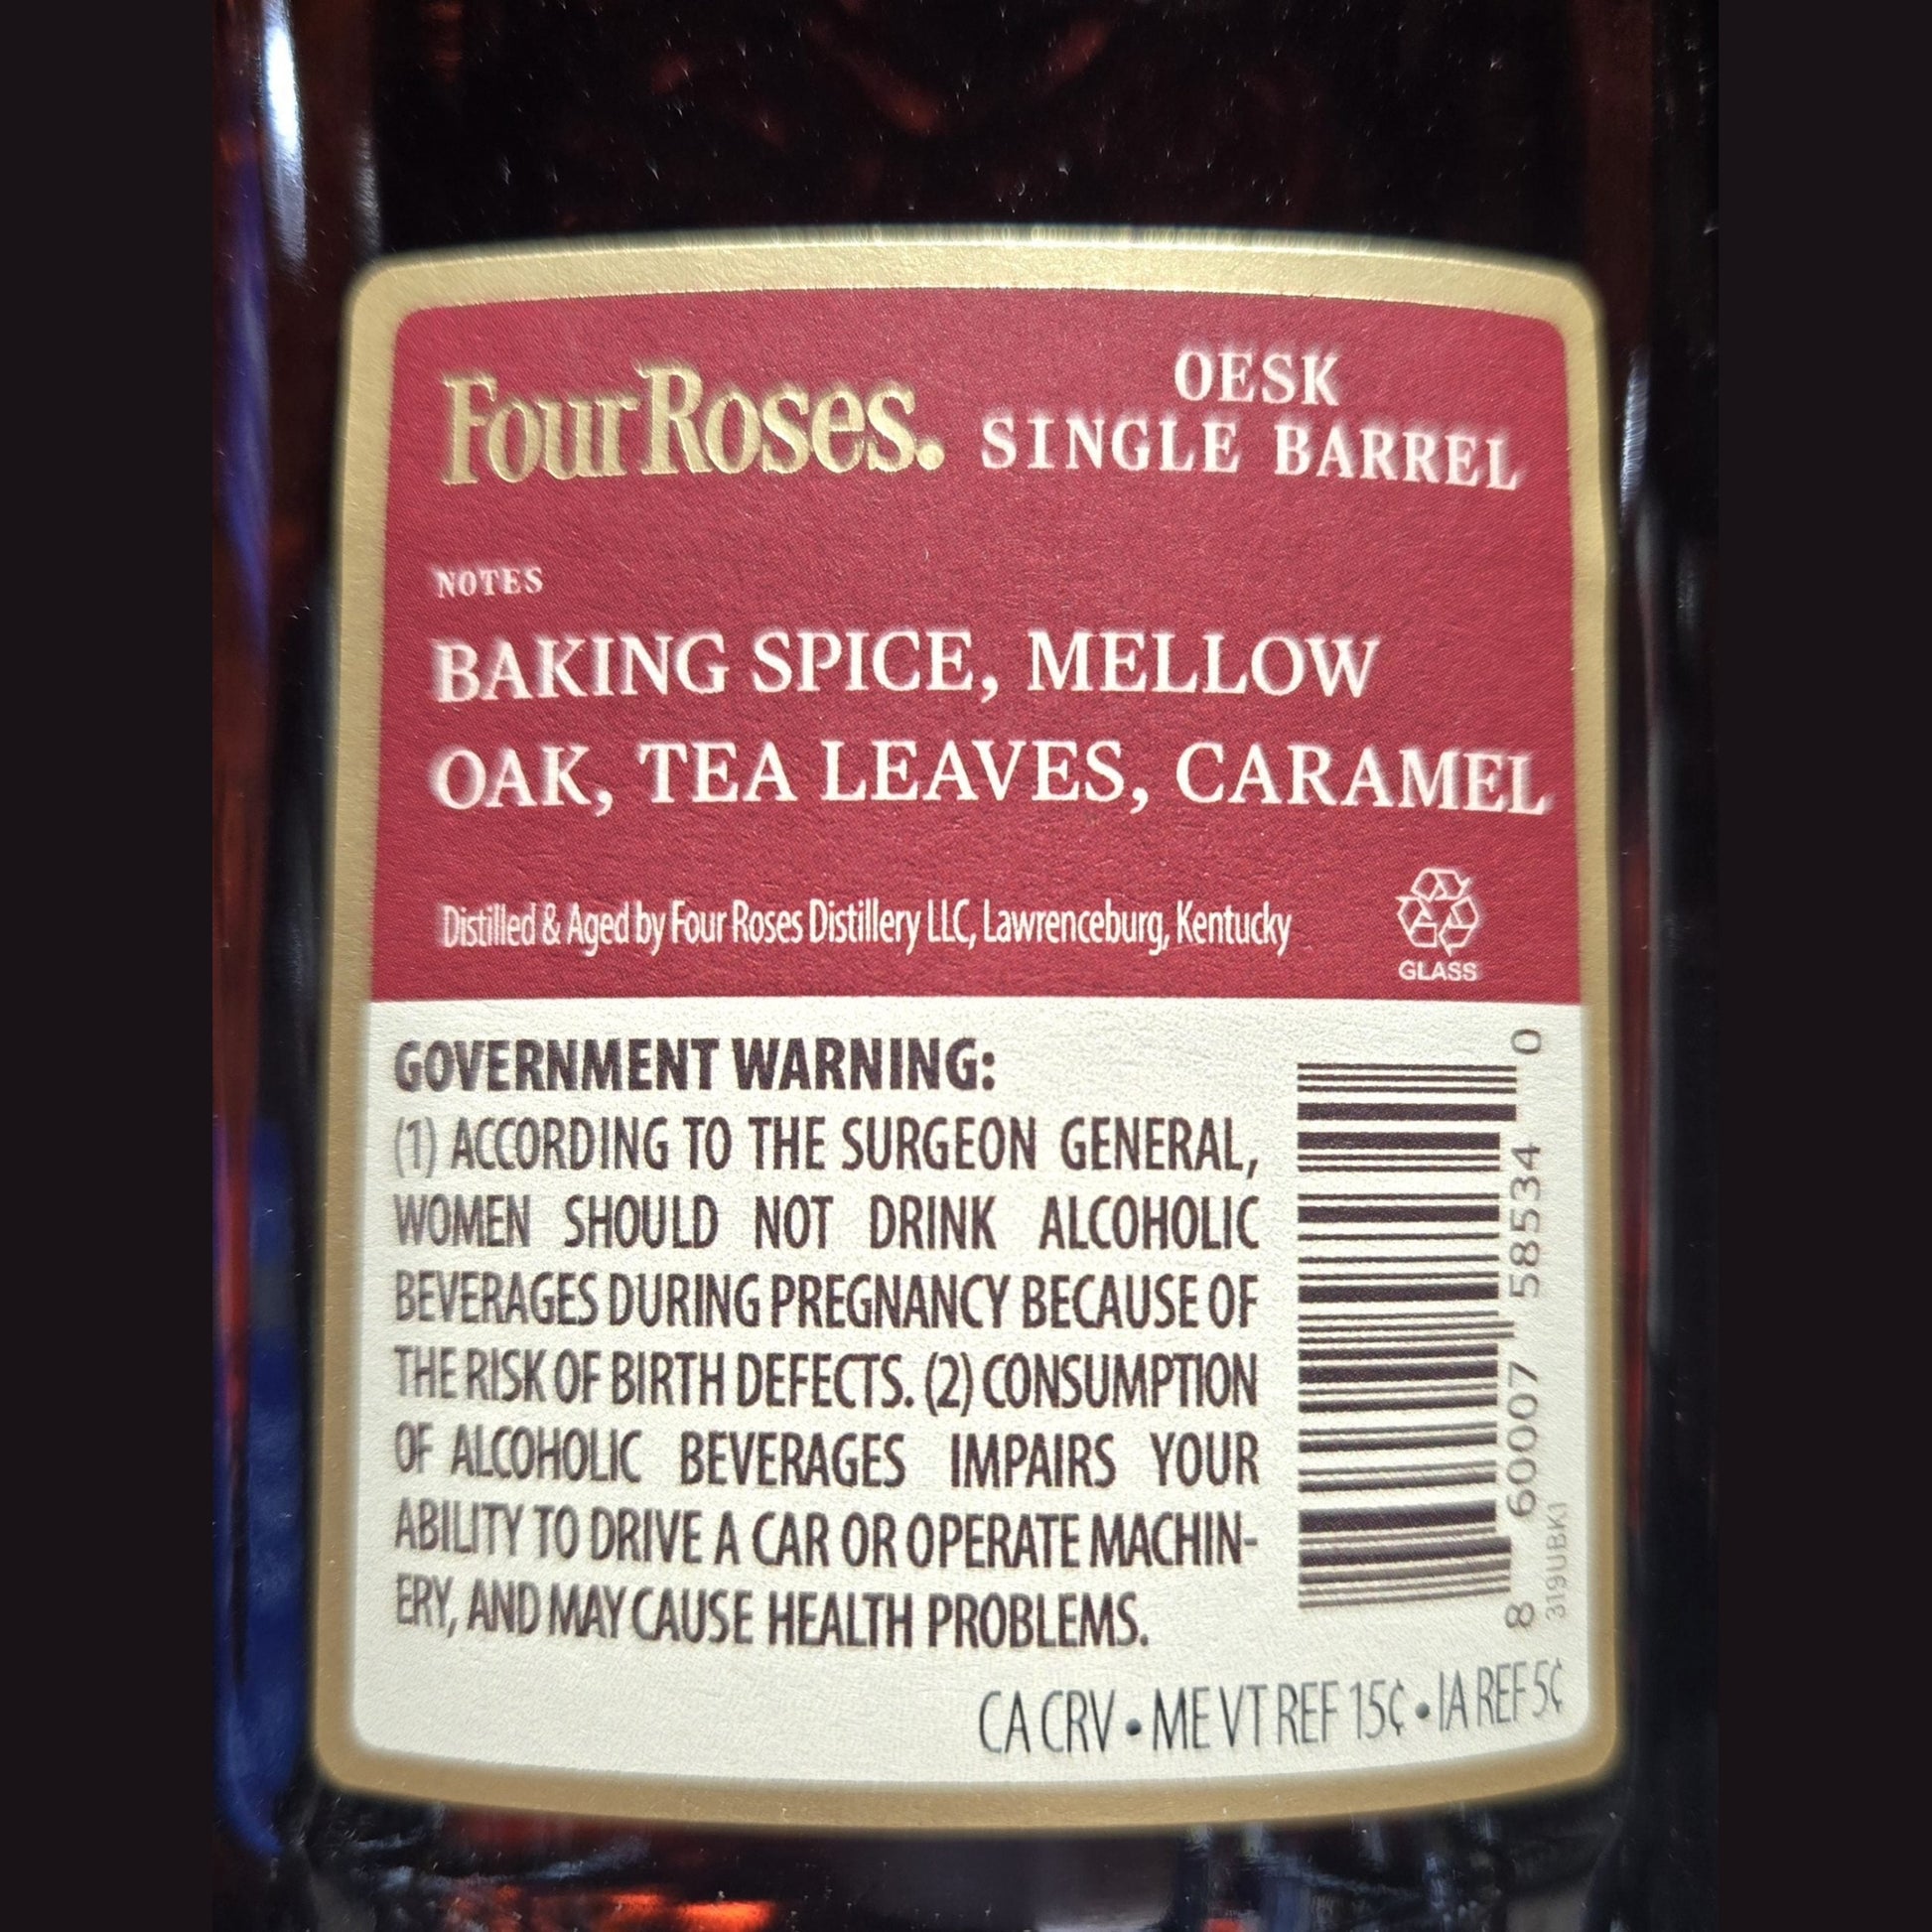 Four Roses.
OESK
SINGLE BARREL
NOTES
BAKING SPICE, MELLOW
OAK, TEA LEAVES, CARAMEL
Distilled & Aged by Four Roses Distillery LLC, Lawrenceburg, Kentucky
GLASS
GOVERNMENT WARNING:
(1) ACCORDING TO THE SURGEON GENERAL,
WOMEN SHOULD NOT DRINK ALCOHOLIC
BEVERAGES DURING PREGNANCY BECAUSE OF
THE RISK OF BIRTH DEFECTS. (2) CONSUMPTION
OF ALCOHOLIC BEVERAGES IMPAIRS YOUR
ABILITY TO DRIVE A CAR OR OPERATE MACHIN-
ERY, AND MAY CAUSE HEALTH PROBLEMS.
8 60007 58534 0
319UBK1
CA CRV • ME VT REF 15¢ • IA REF 5¢